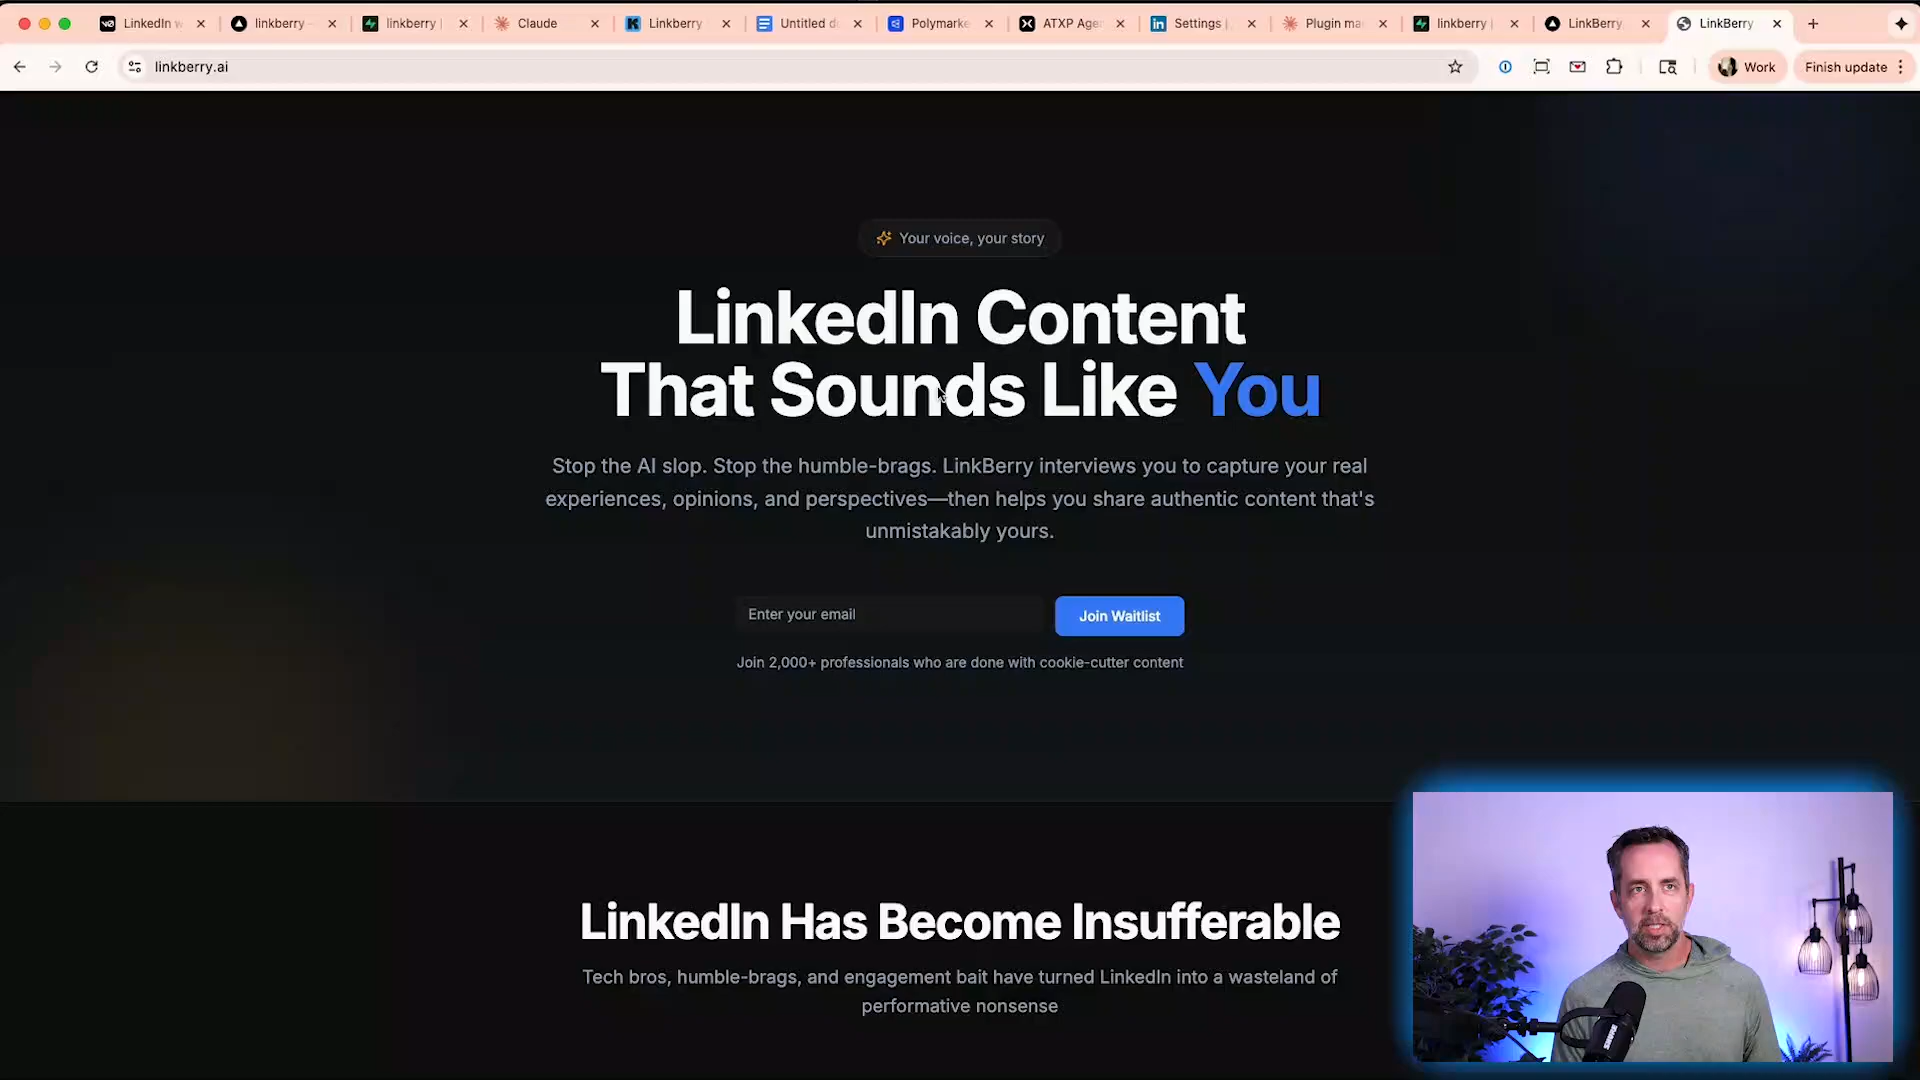 LinkedIn w
linkberry
linkberry |
Claude
Linkberry
Untitled d
Polymarke
ATXP Age
Settings |
Plugin ma
linkberry |
LinkBerry
LinkBerry
linkberry.ai
Work
Finish update
Your voice, your story
LinkedIn Content
That Sounds Like You
Stop the AI slop. Stop the humble-brags. LinkBerry interviews you to capture your real
experiences, opinions, and perspectives—then helps you share authentic content that's
unmistakably yours.
Enter your email
Join Waitlist
Join 2,000+ professionals who are done with cookie-cutter content
LinkedIn Has Become Insufferable
Tech bros, humble-brags, and engagement bait have turned LinkedIn into a wasteland of
performative nonsense
SHURE